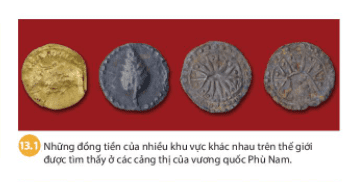 13.1 Những đồng tiền của nhiều khu vực khác nhau trên thế giới
được tìm thấy ở các cảng thị của vương quốc Phù Nam.